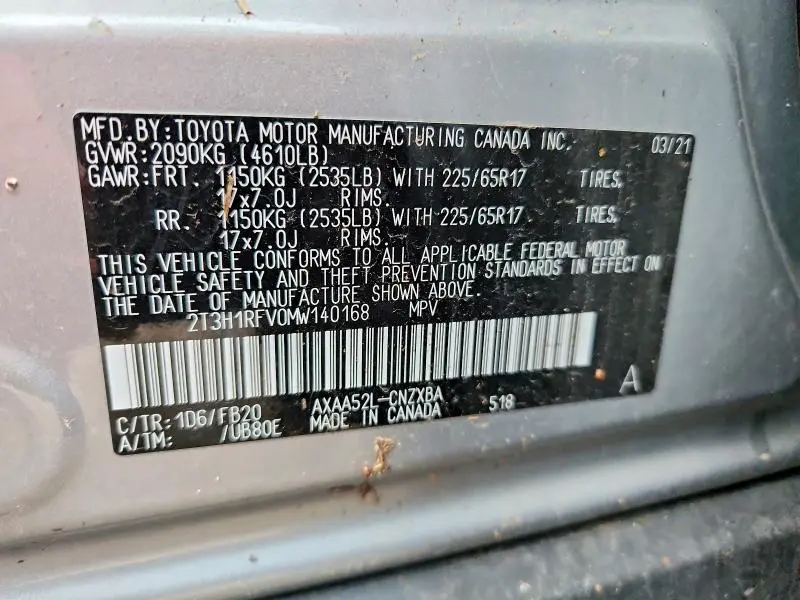 MFD.BY:TOYOTA MOTOR MANUFACTURING CANADA INC. 03/21
GVWR:2090KG (4610LB)
GAWR:FRT. 1150KG (2535LB) WITH 225/65R17 TIRES,
17x7.0J RIMS.
RR. 1150KG (2535LB) WITH 225/65R17 TIRES,
17x7.0J RIMS.
THIS VEHICLE CONFORMS TO ALL APPLICABLE FEDERAL MOTOR
VEHICLE SAFETY AND THEFT PREVENTION STANDARDS IN EFFECT ON
THE DATE OF MANUFACTURE SHOWN ABOVE.
2T3H1RFV0MW140168 MPV
A
C/TR:1D6/FB20 AXAA52L-CNZXBA 518
A/TM: /UB80E MADE IN CANADA